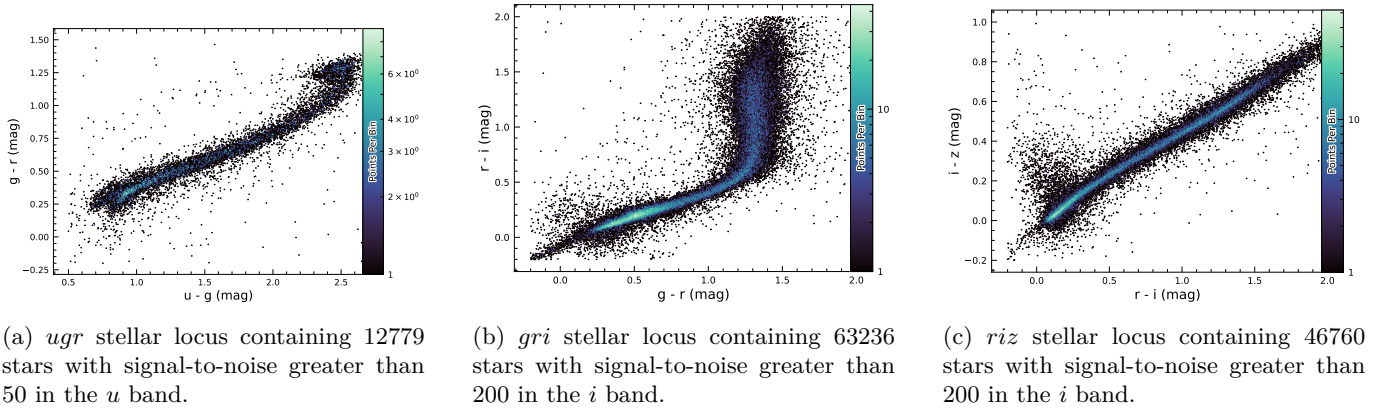 1.50
1.25
1.00
0.75
0.50
0.25
0.00
−0.25
g - r (mag)
0.5 1.0 1.5 2.0 2.5
u - g (mag)
6 × 10⁰
4 × 10⁰
3 × 10⁰
2 × 10⁰
1
Points Per Bin
2.0
1.5
1.0
0.5
0.0
r - i (mag)
0.0 0.5 1.0 1.5 2.0
g - r (mag)
10
1
Points Per Bin
1.0
0.8
0.6
0.4
0.2
0.0
−0.2
i - z (mag)
0.0 0.5 1.0 1.5 2.0
r - i (mag)
10
1
Points Per Bin
(a) ugr stellar locus containing 12779
stars with signal-to-noise greater than
50 in the u band.
(b) gri stellar locus containing 63236
stars with signal-to-noise greater than
200 in the i band.
(c) riz stellar locus containing 46760
stars with signal-to-noise greater than
200 in the i band.